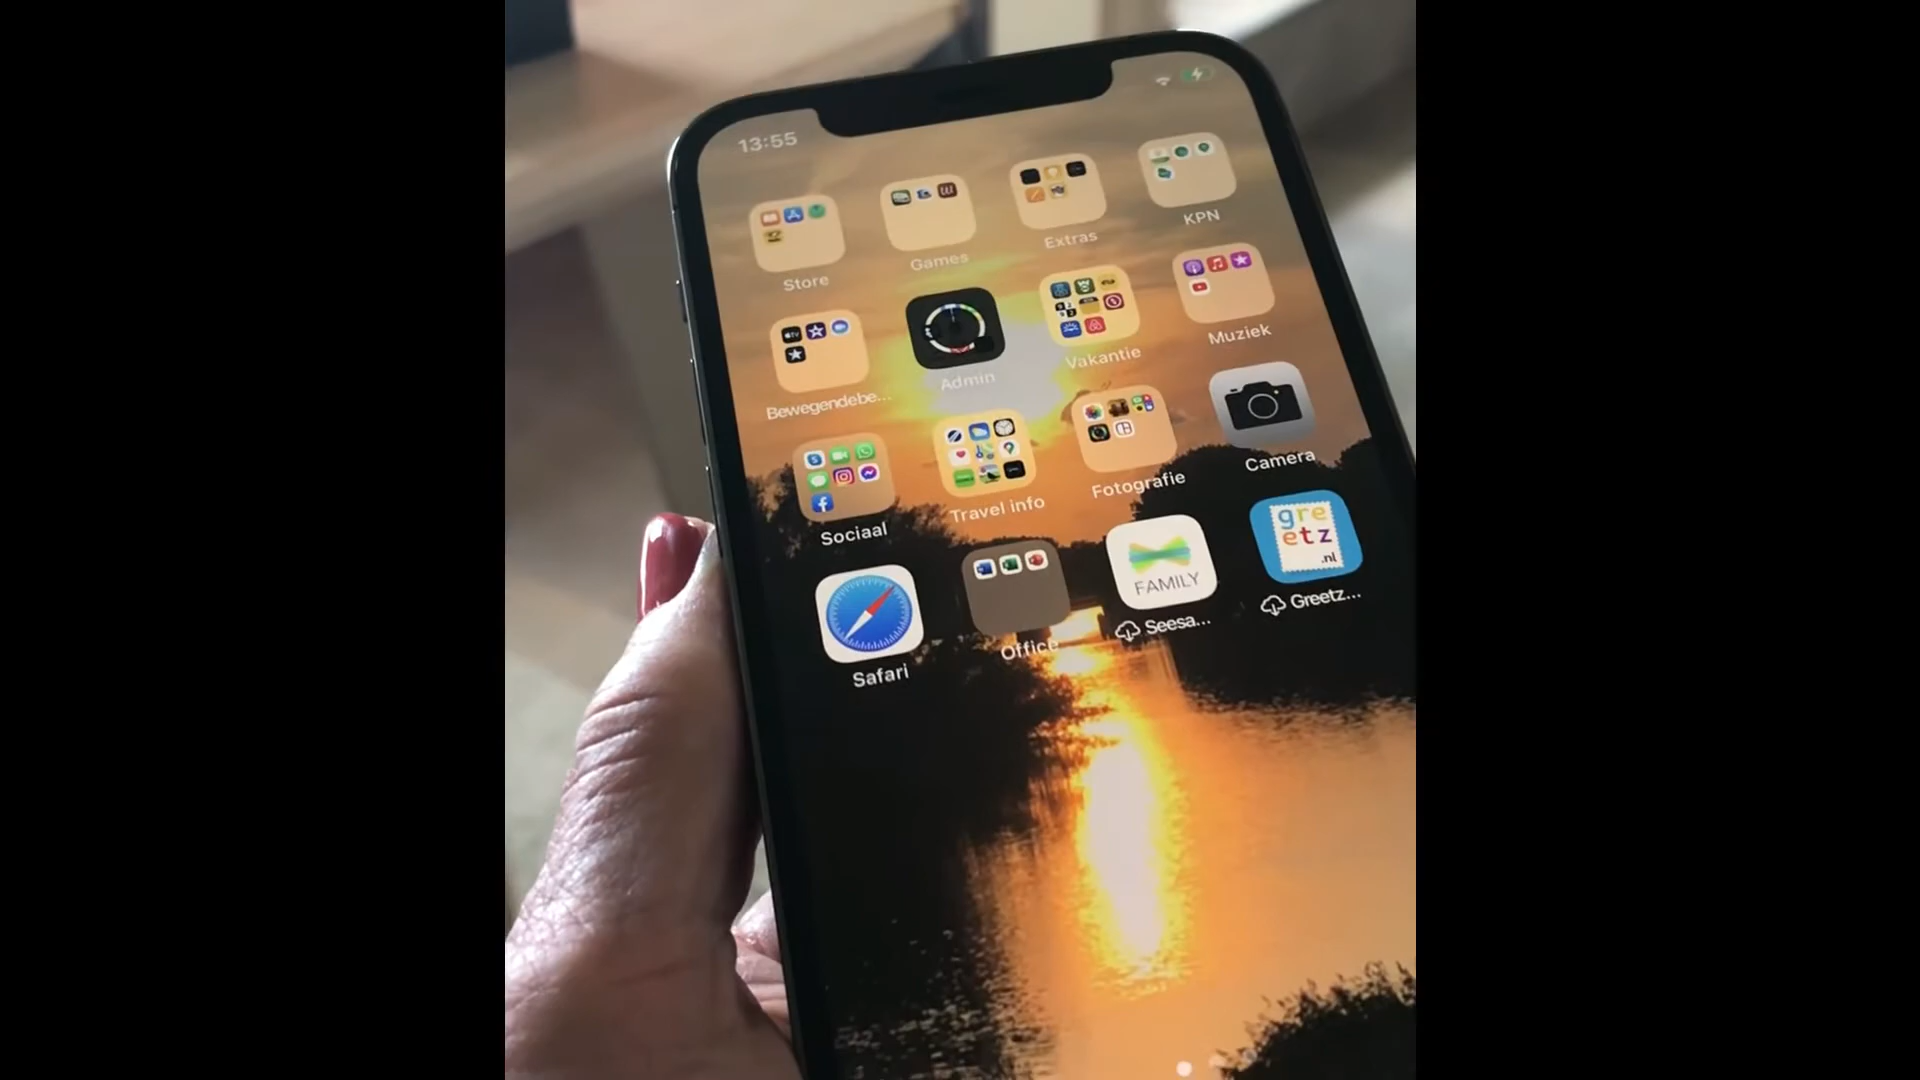 13:55
Store
Games
Extras
KPN
Bewegendebe...
Admin
Vakantie
Muziek
Sociaal
Travel info
Fotografie
Camera
Safari
Office
FAMILY
Seesa...
gre
etz
.nl
Greetz...